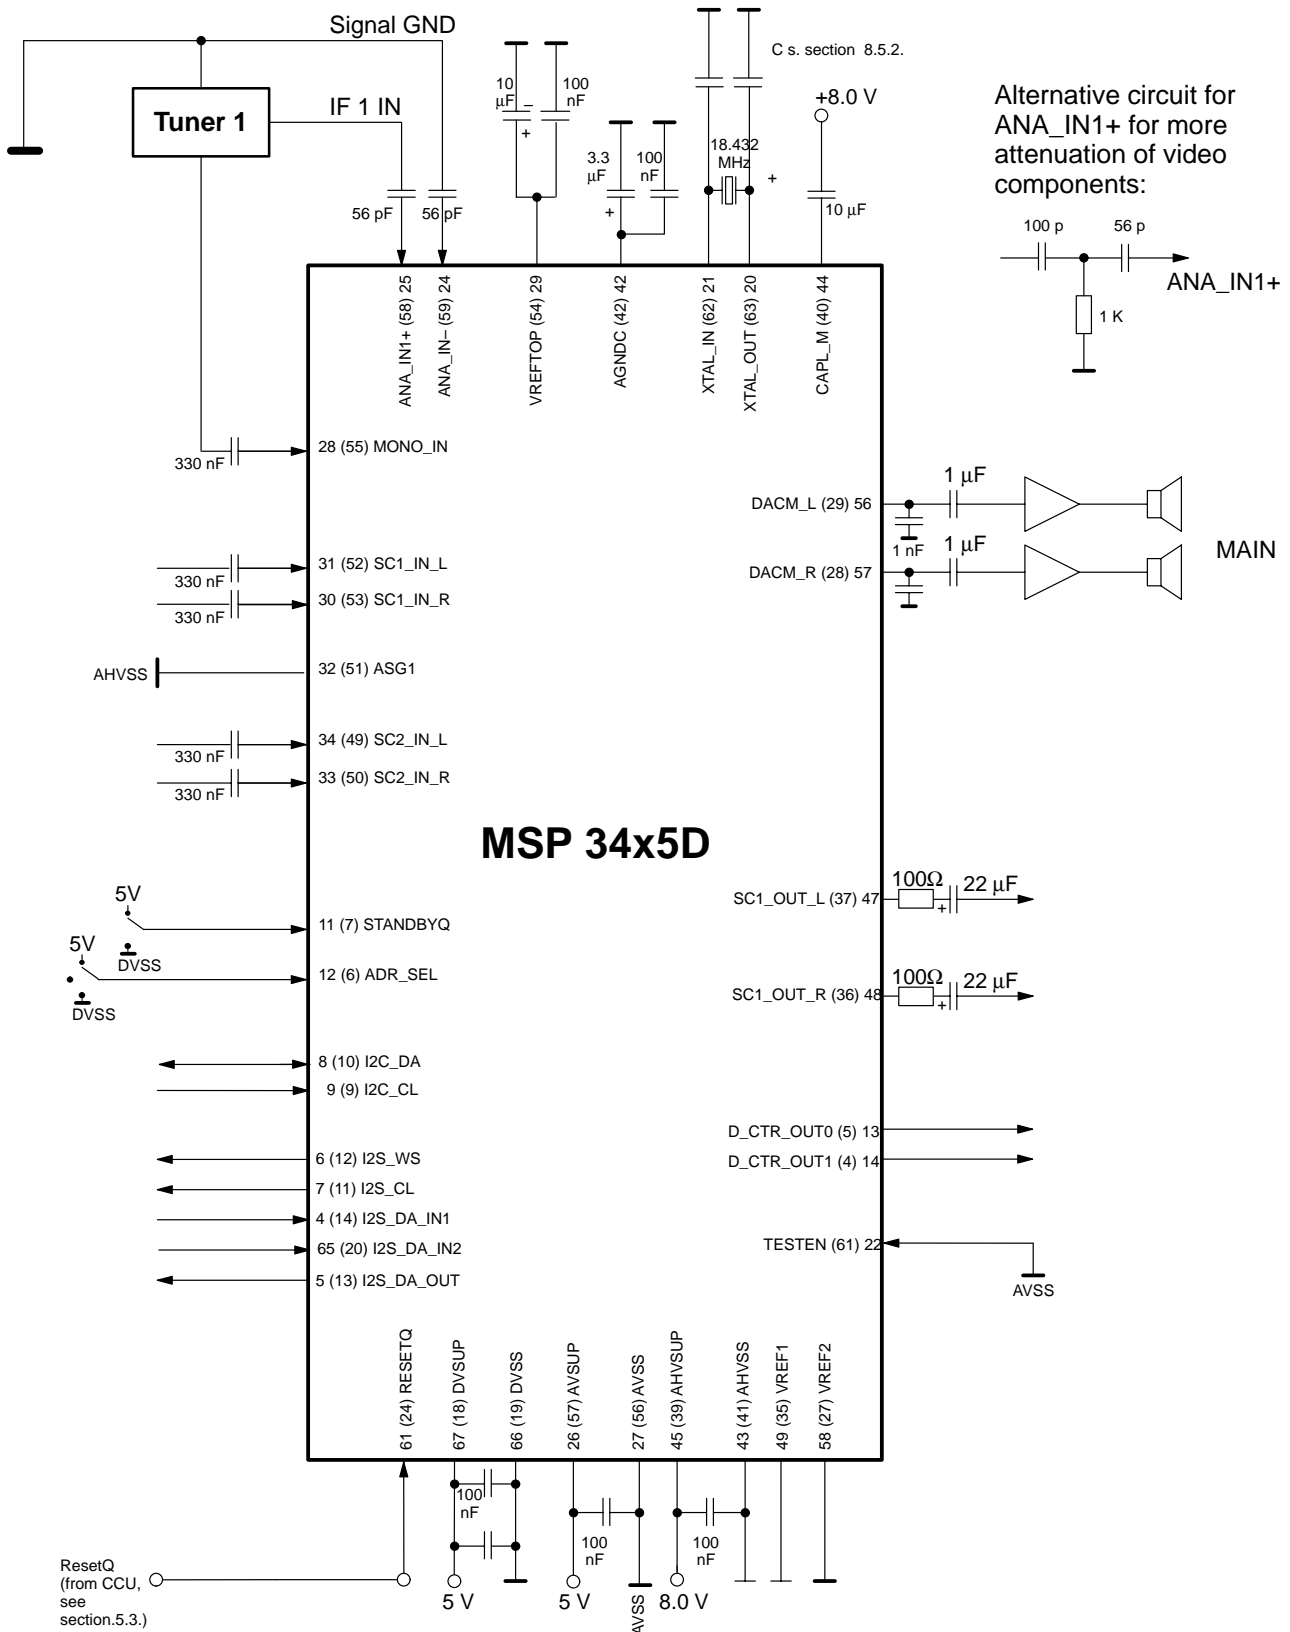 Signal GND
C s. section 8.5.2.
10
μF
–
+
100
nF
+8.0 V
Alternative circuit for
ANA_IN1+ for more
attenuation of video
components:
Tuner 1
IF 1 IN
18.432
MHz
+
3.3
μF
+
100
nF
56 pF
56 pF
10 μF
100 p
56 p
ANA_IN1+
1 K
ANA_IN1+ (58) 25
ANA_IN– (59) 24
VREFTOP (54) 29
AGNDC (42) 42
XTAL_IN (62) 21
XTAL_OUT (63) 20
CAPL_M (40) 44
330 nF
28 (55) MONO_IN
DACM_L (29) 56
1 μF
1 nF
1 μF
DACM_R (28) 57
MAIN
330 nF
31 (52) SC1_IN_L
330 nF
30 (53) SC1_IN_R
AHVSS
32 (51) ASG1
330 nF
34 (49) SC2_IN_L
330 nF
33 (50) SC2_IN_R
MSP 34x5D
SC1_OUT_L (37) 47
100Ω
+
22 μF
5V
DVSS
11 (7) STANDBYQ
5V
DVSS
12 (6) ADR_SEL
SC1_OUT_R (36) 48
100Ω
+
22 μF
8 (10) I2C_DA
9 (9) I2C_CL
D_CTR_OUT0 (5) 13
D_CTR_OUT1 (4) 14
6 (12) I2S_WS
7 (11) I2S_CL
4 (14) I2S_DA_IN1
65 (20) I2S_DA_IN2
5 (13) I2S_DA_OUT
TESTEN (61) 22
AVSS
61 (24) RESETQ
67 (18) DVSUP
66 (19) DVSS
26 (57) AVSUP
27 (56) AVSS
45 (39) AHVSUP
43 (41) AHVSS
49 (35) VREF1
58 (27) VREF2
100
nF
100
nF
100
nF
ResetQ
(from CCU,
see
section.5.3.)
5 V
5 V
AVSS
8.0 V